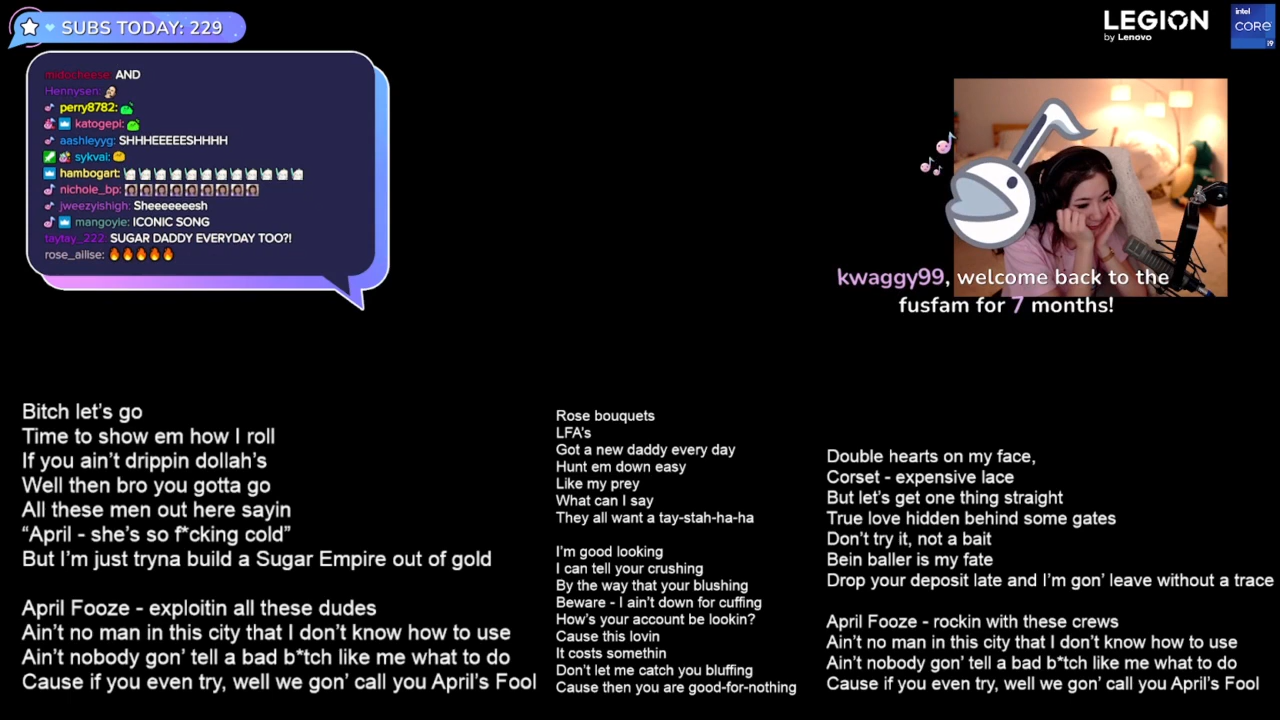 SUBS TODAY: 229
LEGION
by Lenovo
intel
CORE
i9
midocheese: AND
Hennysen:
perry8782:
katogepi:
aashleyyg: SHHHEEEEESHHHH
sykvai:
hambogart:
nichole_bp:
jweezyishigh: Sheeeeeesh
mangoyie: ICONIC SONG
taytay_222: SUGAR DADDY EVERYDAY TOO?!
rose_ailise:
kwaggy99, welcome back to the
fusfam for 7 months!
Bitch let's go
Time to show em how I roll
If you ain't drippin dollah's
Well then bro you gotta go
All these men out here sayin
“April - she's so f*cking cold”
But I'm just tryna build a Sugar Empire out of gold
April Fooze - exploitin all these dudes
Ain't no man in this city that I don't know how to use
Ain't nobody gon' tell a bad b*tch like me what to do
Cause if you even try, well we gon' call you April's Fool
Rose bouquets
LFA's
Got a new daddy every day
Hunt em down easy
Like my prey
What can I say
They all want a tay-stah-ha-ha
I'm good looking
I can tell your crushing
By the way that your blushing
Beware - I ain't down for cuffing
How's your account be lookin?
Cause this lovin
It costs somethin
Don't let me catch you bluffing
Cause then you are good-for-nothing
Double hearts on my face,
Corset - expensive lace
But let's get one thing straight
True love hidden behind some gates
Don't try it, not a bait
Bein baller is my fate
Drop your deposit late and I'm gon' leave without a trace
April Fooze - rockin with these crews
Ain't no man in this city that I don't know how to use
Ain't nobody gon' tell a bad b*tch like me what to do
Cause if you even try, well we gon' call you April's Fool